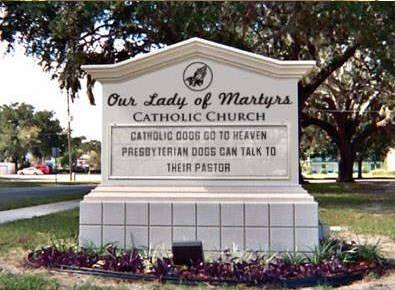 Our Lady of Martyrs
CATHOLIC CHURCH
CATHOLIC DOGS GO TO HEAVEN
PRESBYTERIAN DOGS CAN TALK TO
THEIR PASTOR